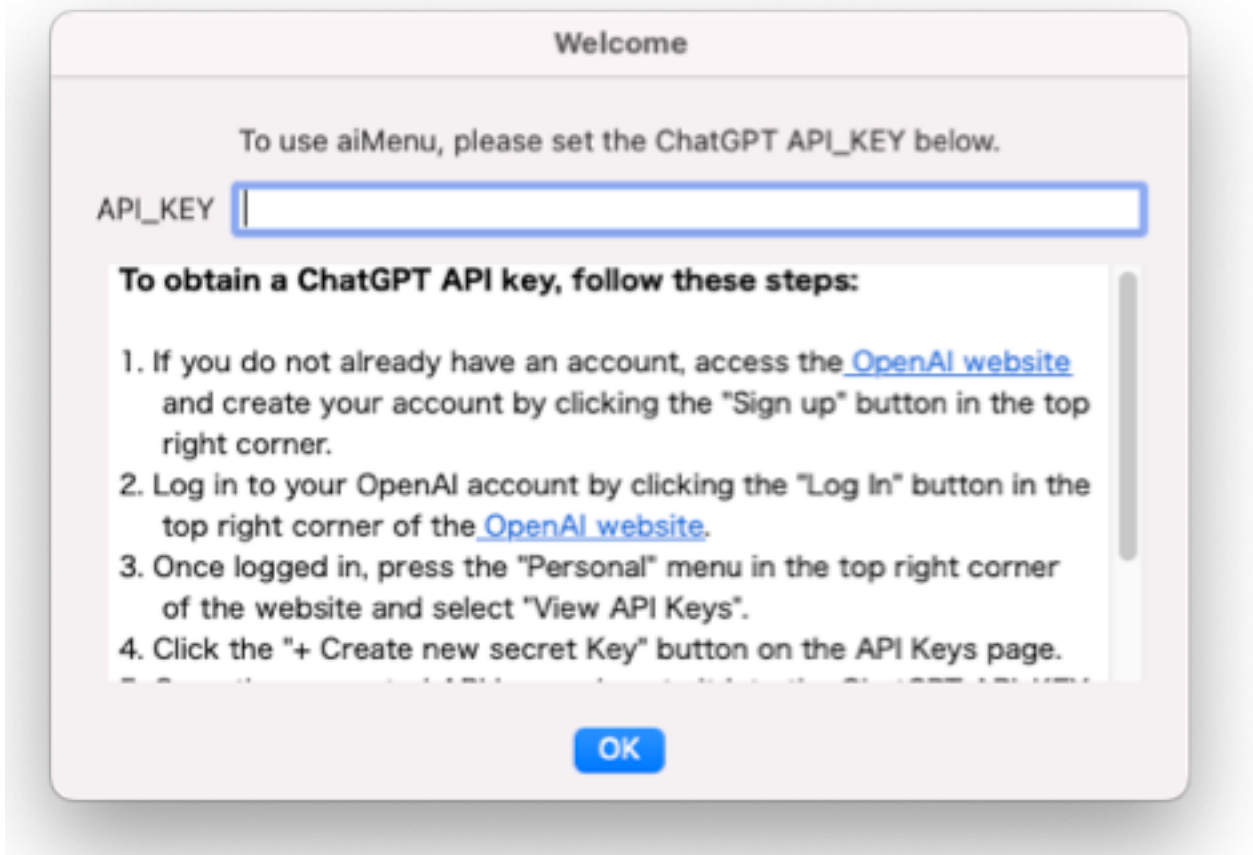 Welcome
To use aiMenu, please set the ChatGPT API_KEY below.
API_KEY
To obtain a ChatGPT API key, follow these steps:
1. If you do not already have an account, access the OpenAI website
and create your account by clicking the "Sign up" button in the top
right corner.
2. Log in to your OpenAI account by clicking the "Log In" button in the
top right corner of the OpenAI website.
3. Once logged in, press the "Personal" menu in the top right corner
of the website and select "View API Keys".
4. Click the "+ Create new secret Key" button on the API Keys page.
OK